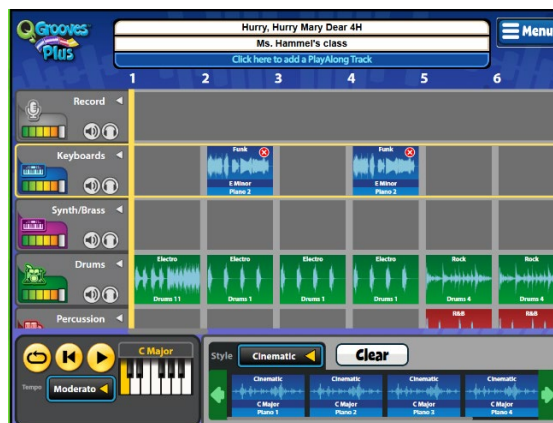 QGrooves
Plus
Hurry, Hurry Mary Dear 4H
Ms. Hammel's class
Click here to add a PlayAlong Track
Menu
1 2 3 4 5 6
Record
Keyboards
Funk Funk
E Minor E Minor
Piano 2 Piano 2
Synth/Brass
Drums
Electro Electro Electro Electro Rock Rock
Drums 11 Drums 1 Drums 1 Drums 1 Drums 4 Drums 4
Percussion
R&B R&B
C Major
Tempo Moderato
Style Cinematic Clear
Cinematic Cinematic Cinematic Cinematic
C Major C Major C Major C Major
Piano 1 Piano 2 Piano 3 Piano 4